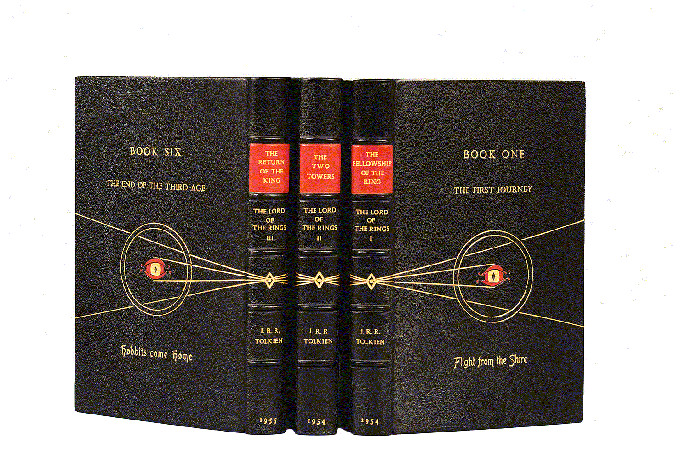 BOOK SIX
THE END OF THE THIRD AGE
Hobbits come Home
THE
RETURN
OF THE
KING
THE LORD
OF
THE RINGS
III
J. R. R.
TOLKIEN
1955
THE
TWO
TOWERS
THE LORD
OF
THE RINGS
II
J. R. R.
TOLKIEN
1954
THE
FELLOWSHIP
OF THE
RING
THE LORD
OF
THE RINGS
I
J. R. R.
TOLKIEN
1954
BOOK ONE
THE FIRST JOURNEY
Flight from the Shire